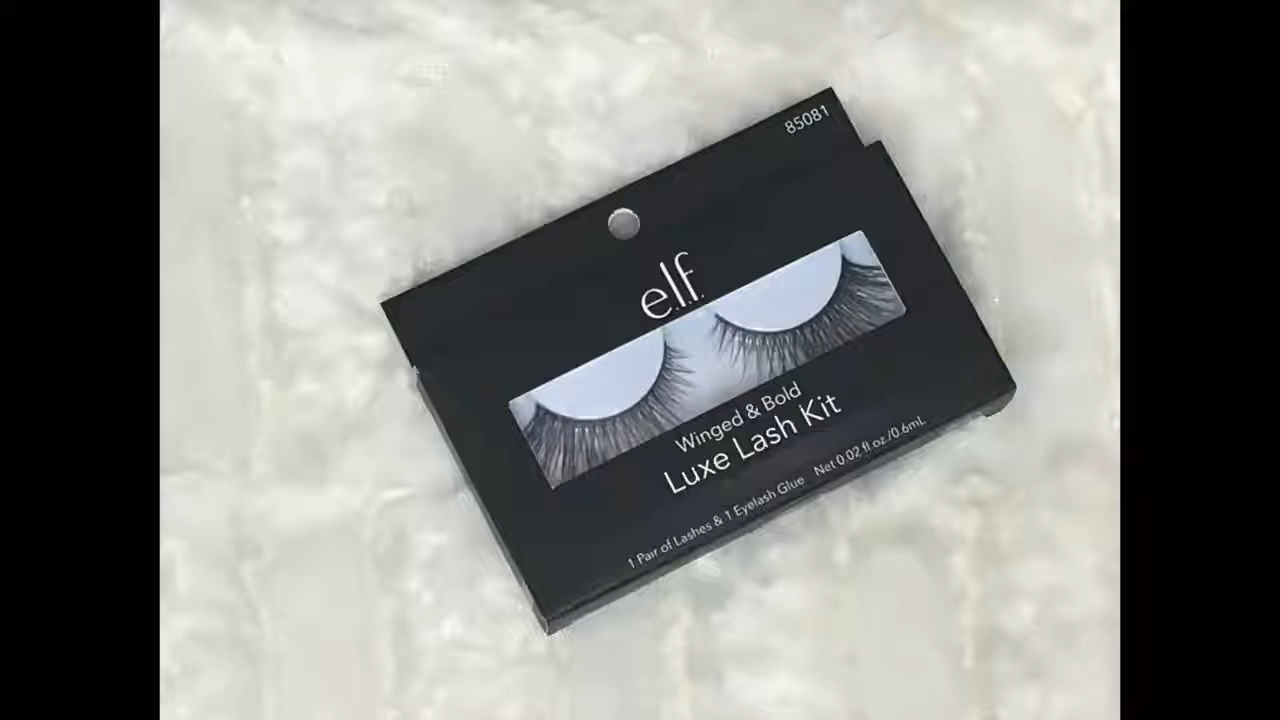 85081
e.l.f.
Winged & Bold
Luxe Lash Kit
1 Pair of Lashes & 1 Eyelash Glue Net 0.02 fl oz./0.6mL